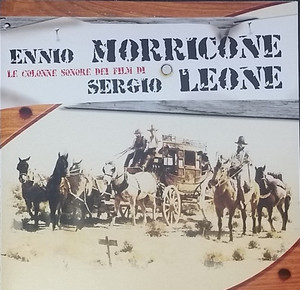 ENNIO MORRICONE
LE COLONNE SONORE DEI FILM DI
SERGIO LEONE